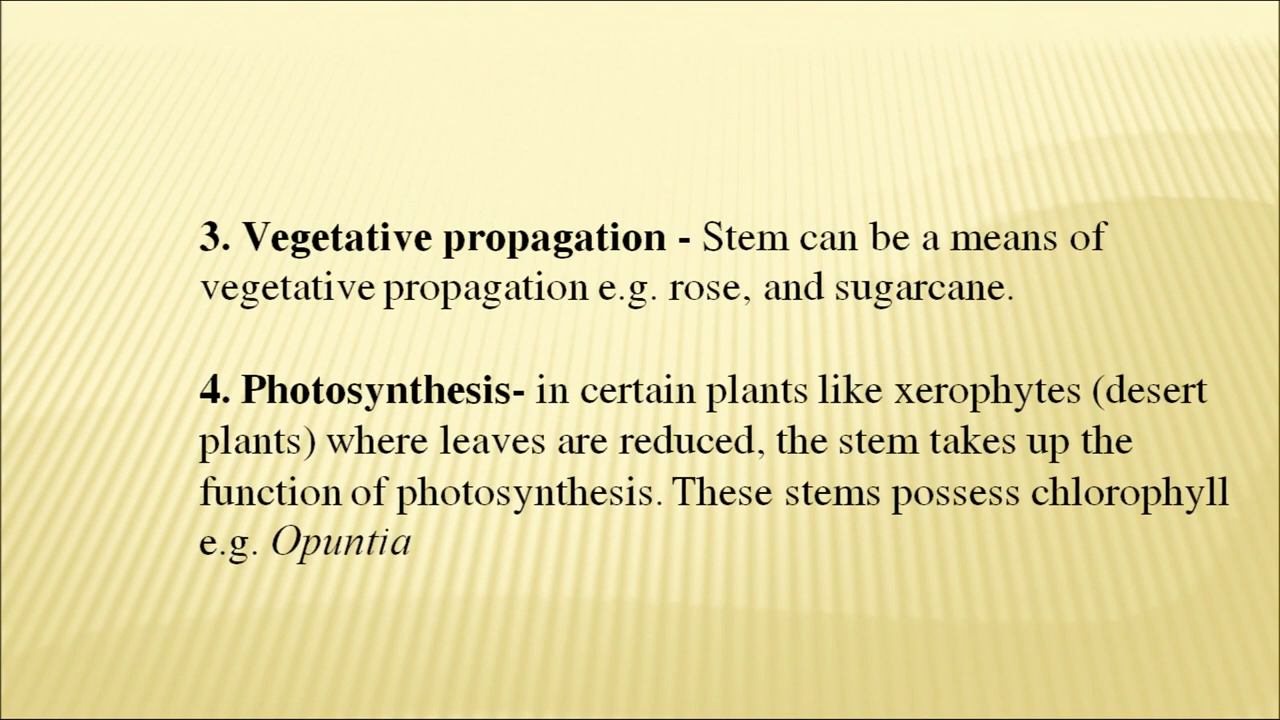 3. Vegetative propagation - Stem can be a means of
vegetative propagation e.g. rose, and sugarcane.
4. Photosynthesis- in certain plants like xerophytes (desert
plants) where leaves are reduced, the stem takes up the
function of photosynthesis. These stems possess chlorophyll
e.g. Opuntia